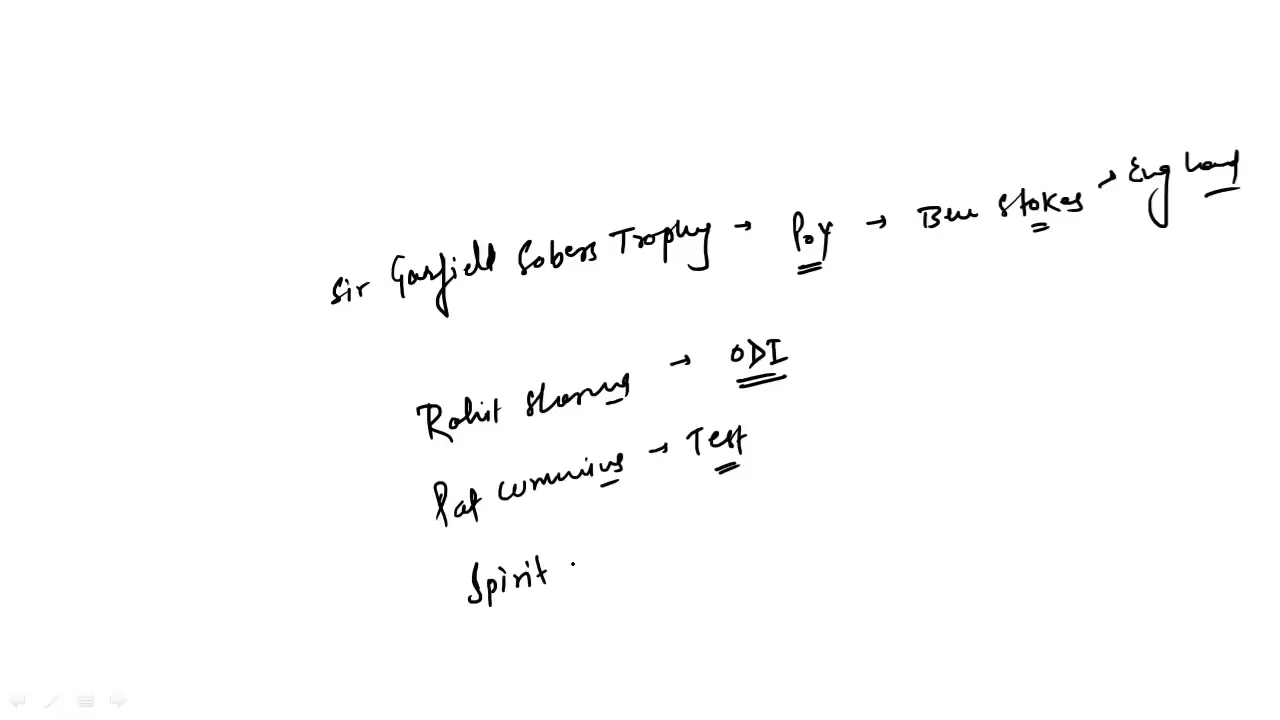 Sir Garfield Sobers Trophy → PoY → Ben Stokes → England
Rohit Sharma → ODI
Pat cummins → Test
Spirit .